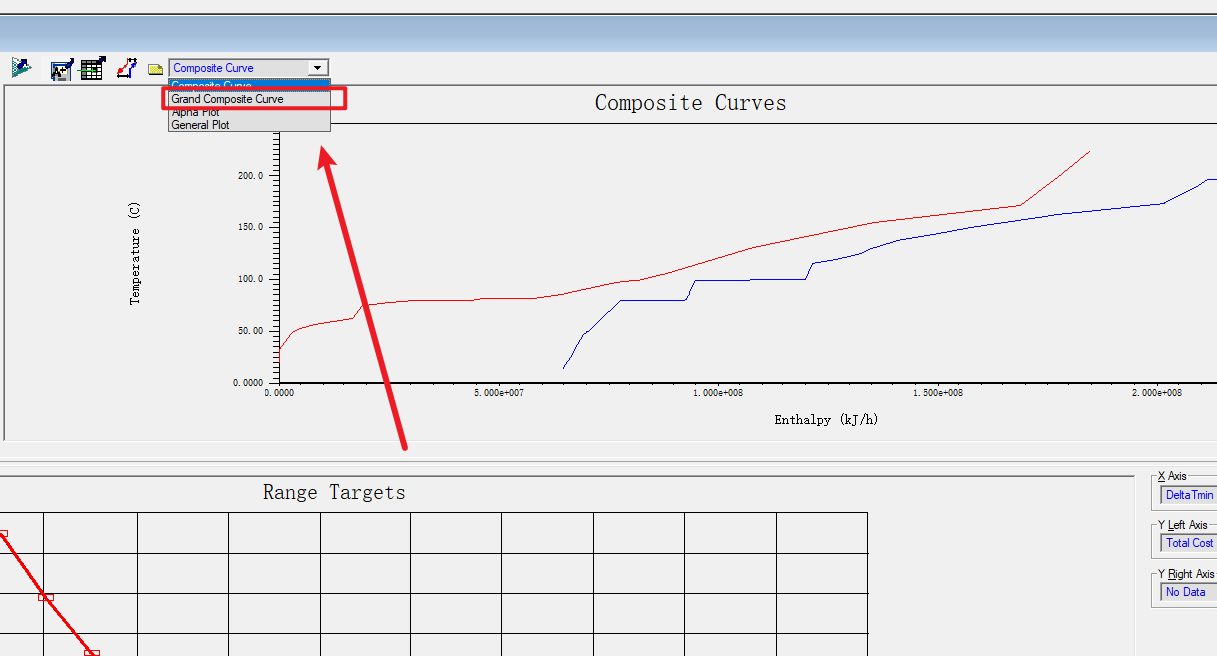 Composite Curve
Composite Curve
Grand Composite Curve
Alpha Plot
General Plot
Composite Curves
200.0
150.0
100.0
50.00
0.0000
Temperature (C)
0.0000
5.000e+007
1.000e+008
1.500e+008
2.000e+008
Enthalpy (kJ/h)
Range Targets
X Axis
DeltaTmin
Y Left Axis
Total Cost
Y Right Axis
No Data